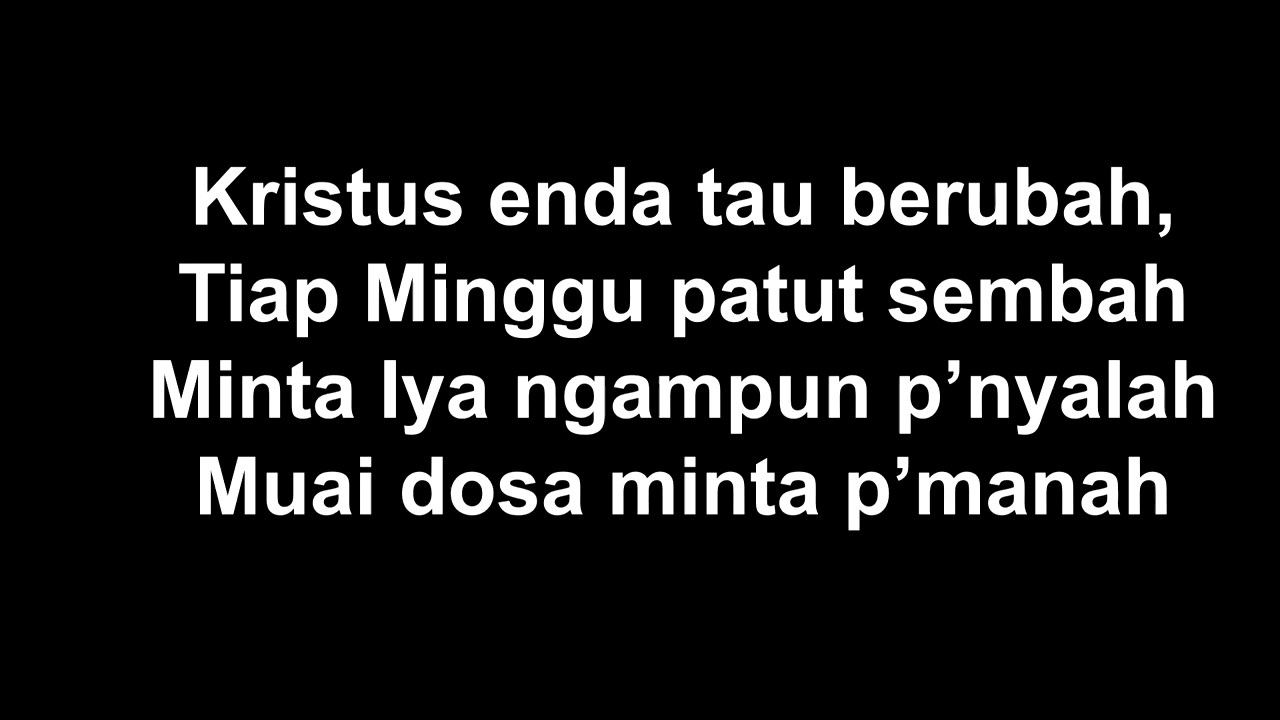 Kristus enda tau berubah,
Tiap Minggu patut sembah
Minta Iya ngampun p’nyalah
Muai dosa minta p’manah